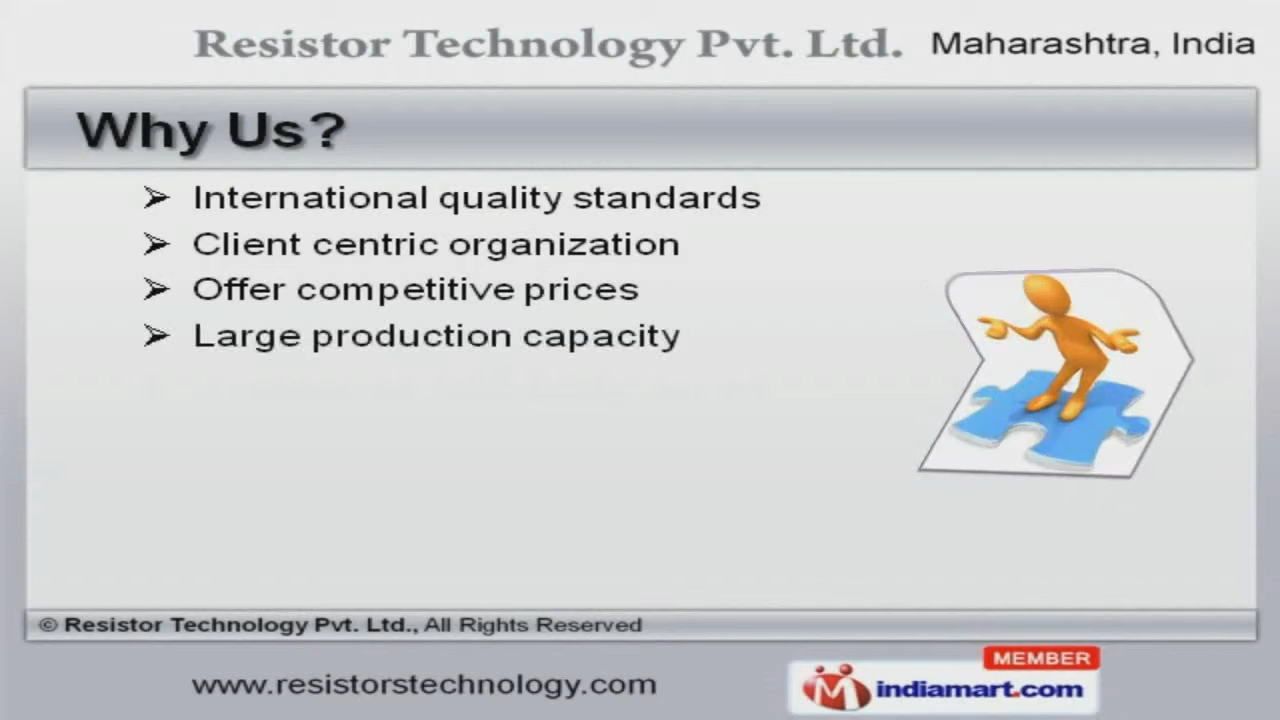 Resistor Technology Pvt. Ltd. Maharashtra, India
Why Us?
➢ International quality standards
➢ Client centric organization
➢ Offer competitive prices
➢ Large production capacity
© Resistor Technology Pvt. Ltd., All Rights Reserved
MEMBER
www.resistorstechnology.com
indiamart.com